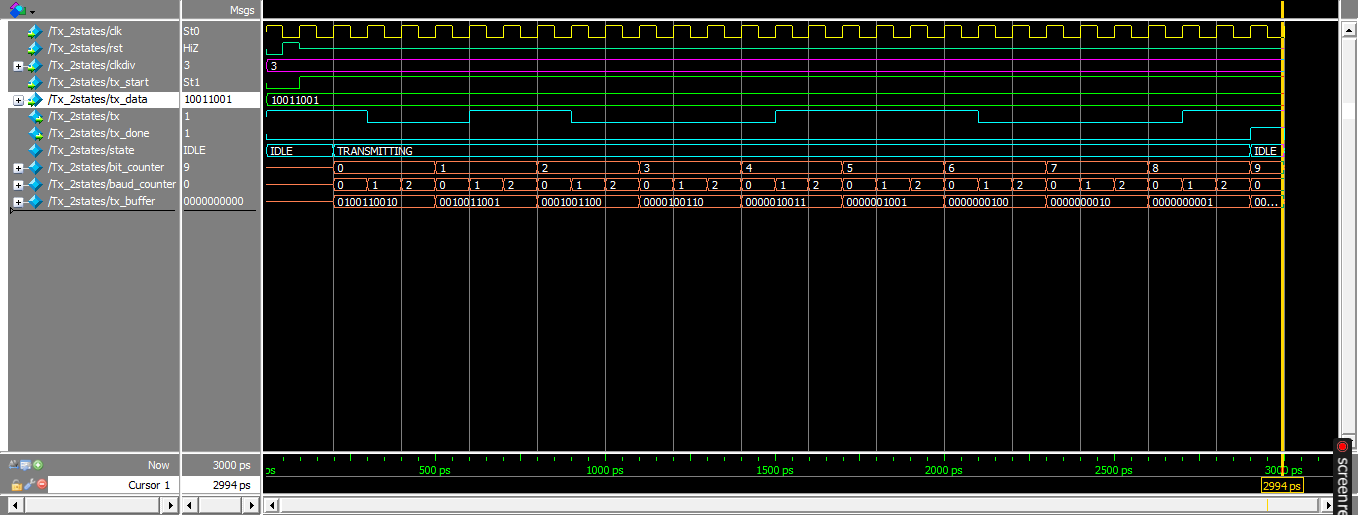 Msgs
/Tx_2states/clk St0
/Tx_2states/rst HiZ
/Tx_2states/clkdiv 3 3
/Tx_2states/tx_start St1
/Tx_2states/tx_data 10011001 10011001
/Tx_2states/tx 1
/Tx_2states/tx_done 1
/Tx_2states/state IDLE IDLE TRANSMITTING IDLE
/Tx_2states/bit_counter 9 0 1 2 3 4 5 6 7 8 9
/Tx_2states/baud_counter 0 0 1 2 0 1 2 0 1 2 0 1 2 0 1 2 0 1 2 0 1 2 0 1 2 0 1 2 0
/Tx_2states/tx_buffer 0000000000 0100110010 0010011001 0001001100 0000100110 0000010011 0000001001 0000000100 0000000010 0000000001 00...
Now 3000 ps ps 500 ps 1000 ps 1500 ps 2000 ps 2500 ps 3000 ps
Cursor 1 2994 ps 2994 ps
screenre